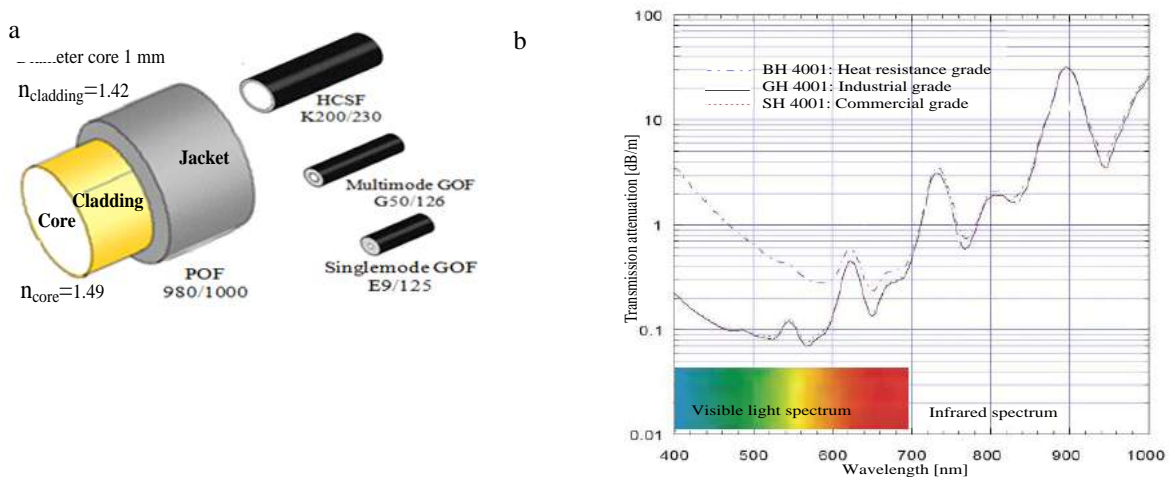 a
eter core 1 mm
n_cladding=1.42
HCSF
K200/230
Jacket
Multimode GOF
G50/126
Cladding
Core
Singlemode GOF
E9/125
POF
980/1000
n_core=1.49
b
100
10
1
0.1
0.01
Transmission attenuation [dB/m]
BH 4001: Heat resistance grade
GH 4001: Industrial grade
SH 4001: Commercial grade
Visible light spectrum
Infrared spectrum
400 500 600 700 800 900 1000
Wavelength [nm]